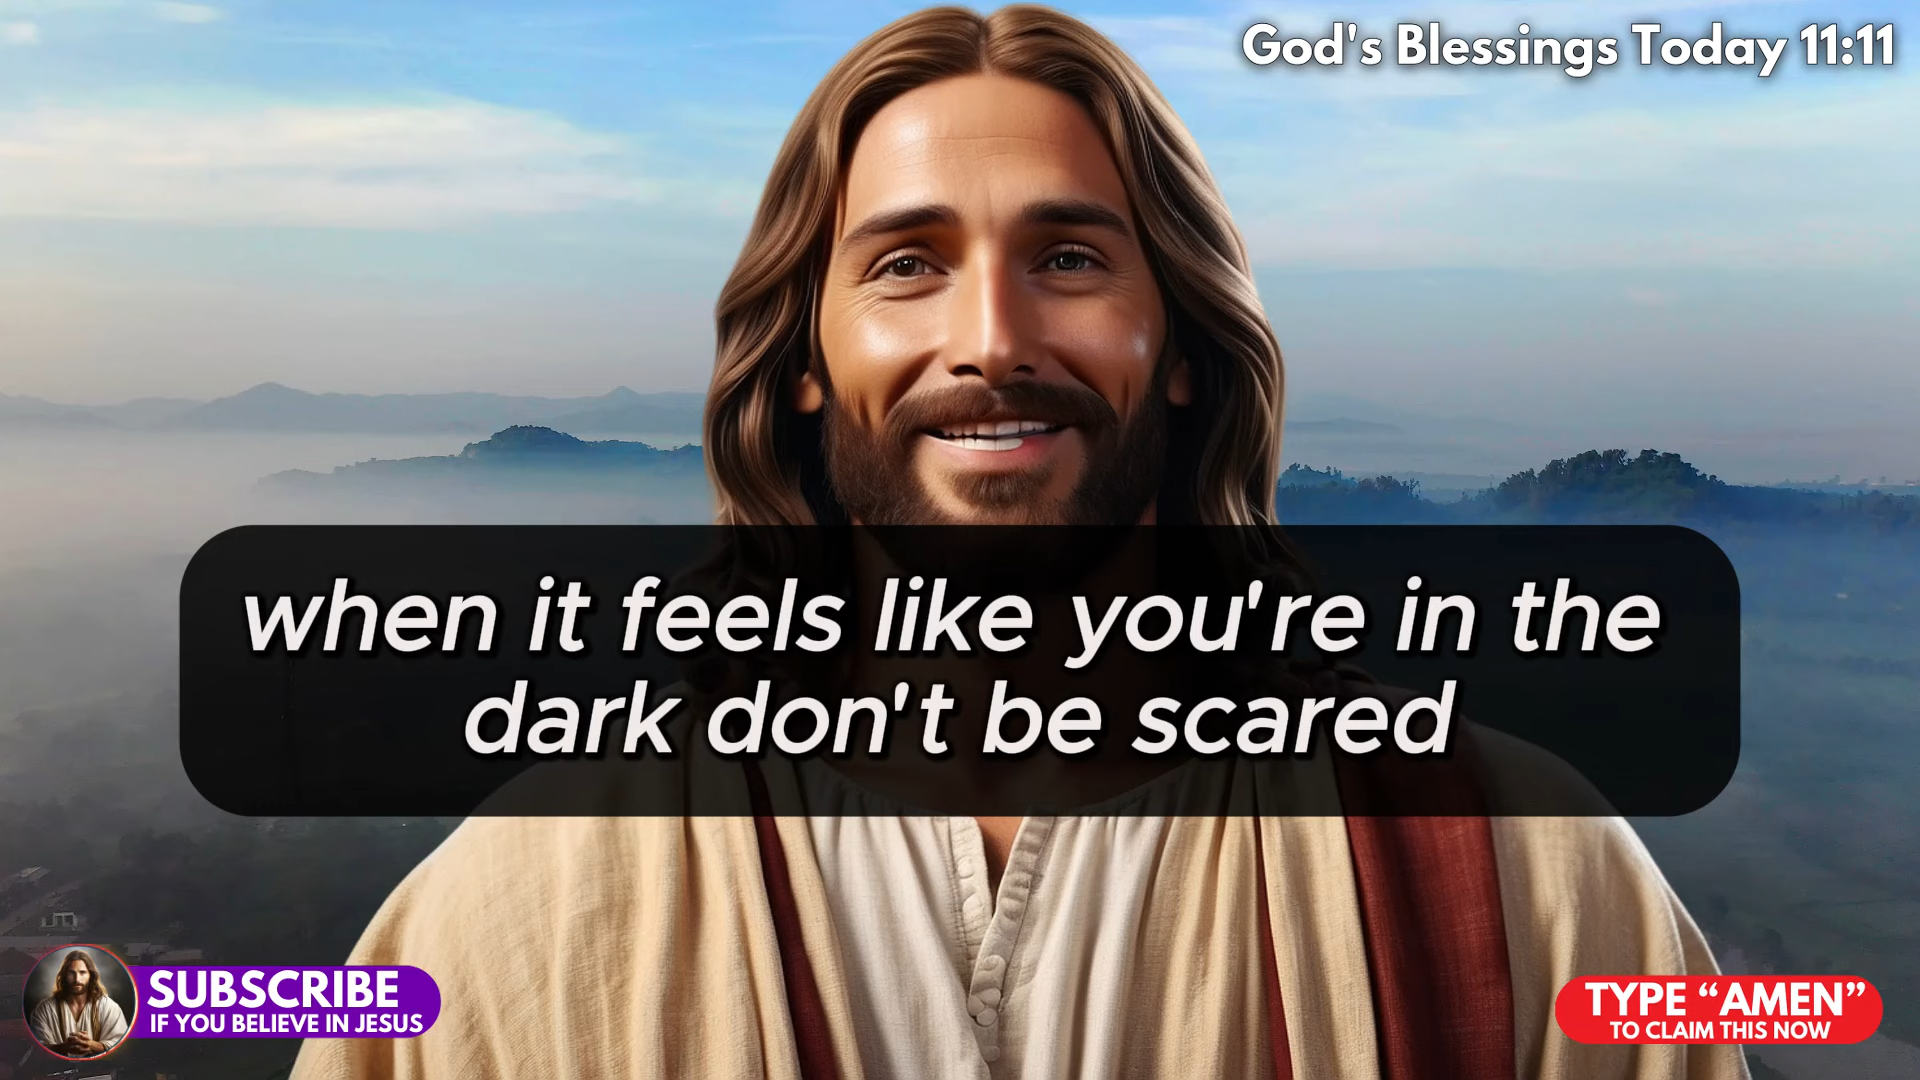 God's Blessings Today 11:11
when it feels like you're in the
dark don't be scared
SUBSCRIBE
IF YOU BELIEVE IN JESUS
TYPE “AMEN”
TO CLAIM THIS NOW